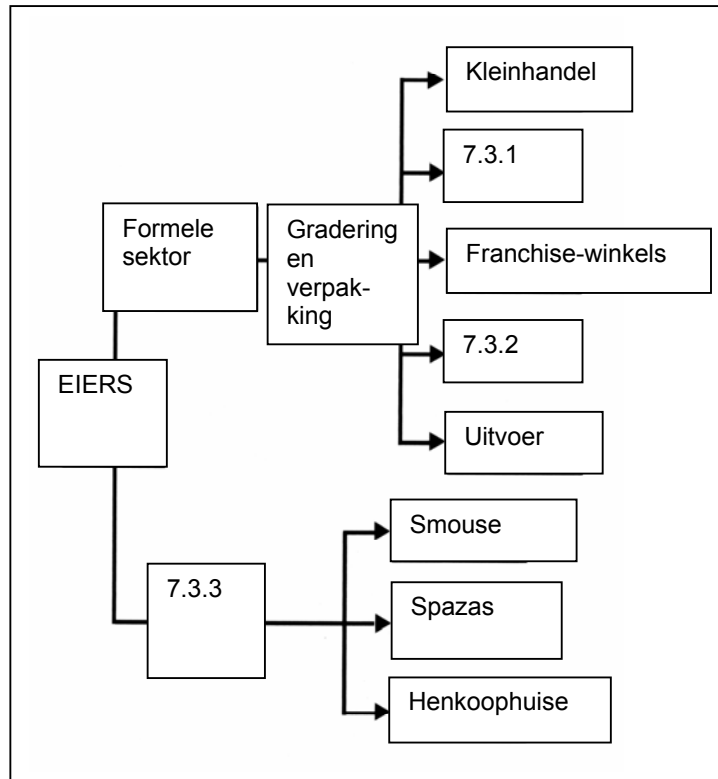 Kleinhandel
7.3.1
Formele
sektor
Gradering
en
verpak-
king
Franchise-winkels
7.3.2
EIERS
Uitvoer
Smouse
7.3.3
Spazas
Henkoophuise